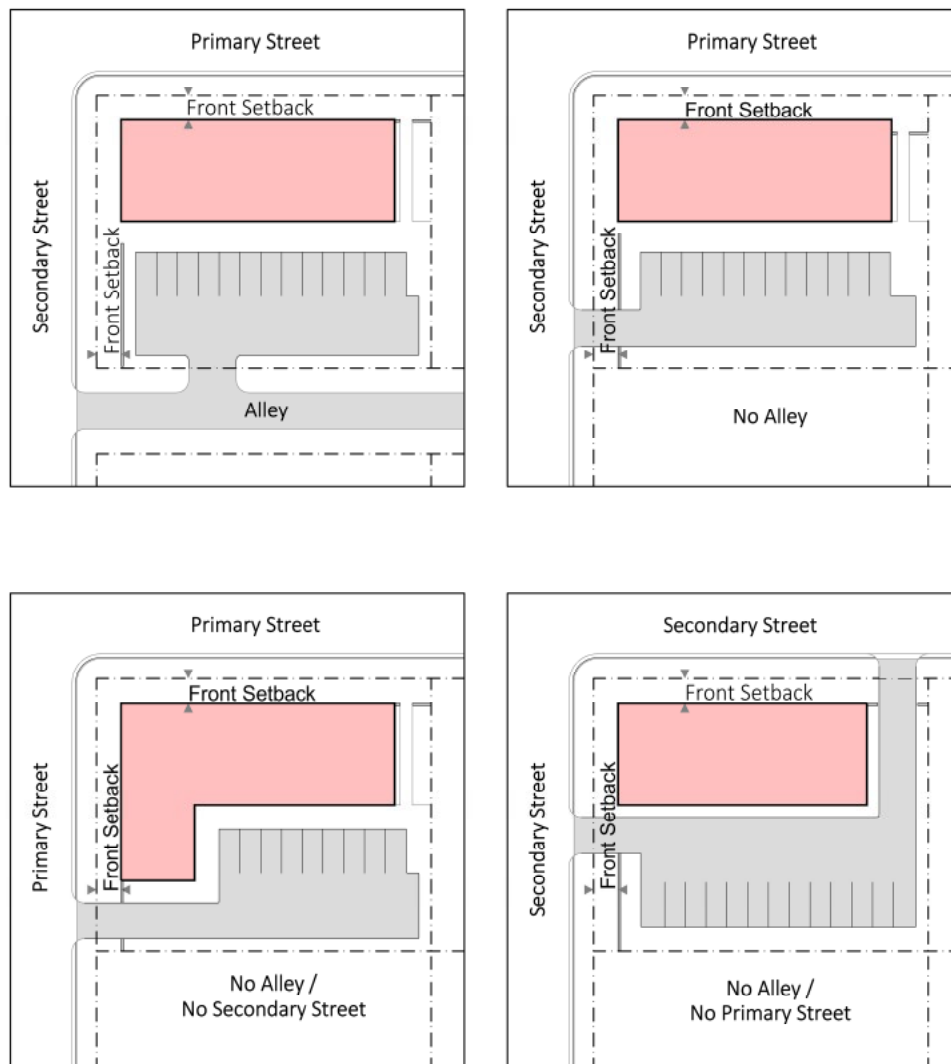 Primary Street
Front Setback
Secondary Street
Front Setback
Alley
Primary Street
Front Setback
Secondary Street
Front Setback
No Alley
Primary Street
Front Setback
Primary Street
Front Setback
No Alley /
No Secondary Street
Secondary Street
Front Setback
Secondary Street
Front Setback
No Alley /
No Primary Street